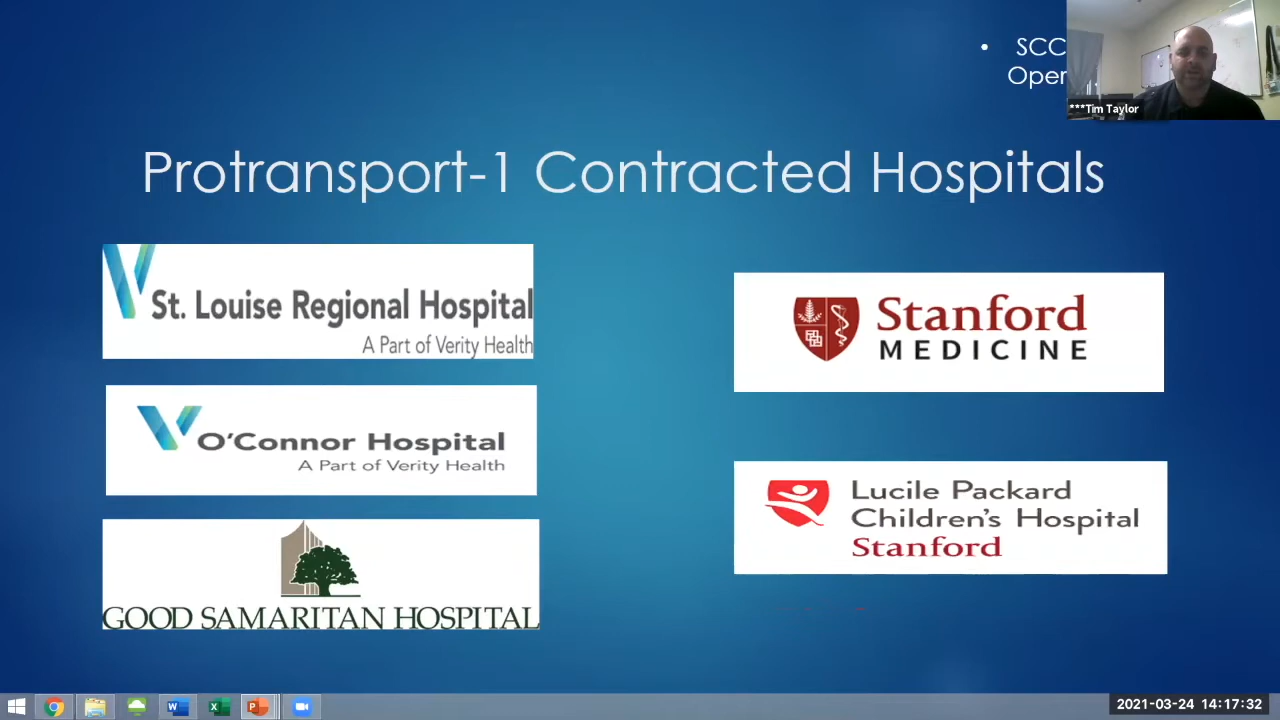 • SCC
Oper
***Tim Taylor
Protransport-1 Contracted Hospitals
St. Louise Regional Hospital
A Part of Verity Health
O'Connor Hospital
A Part of Verity Health
GOOD SAMARITAN HOSPITAL
Stanford
MEDICINE
Lucile Packard
Children's Hospital
Stanford
2021-03-24 14:17:32